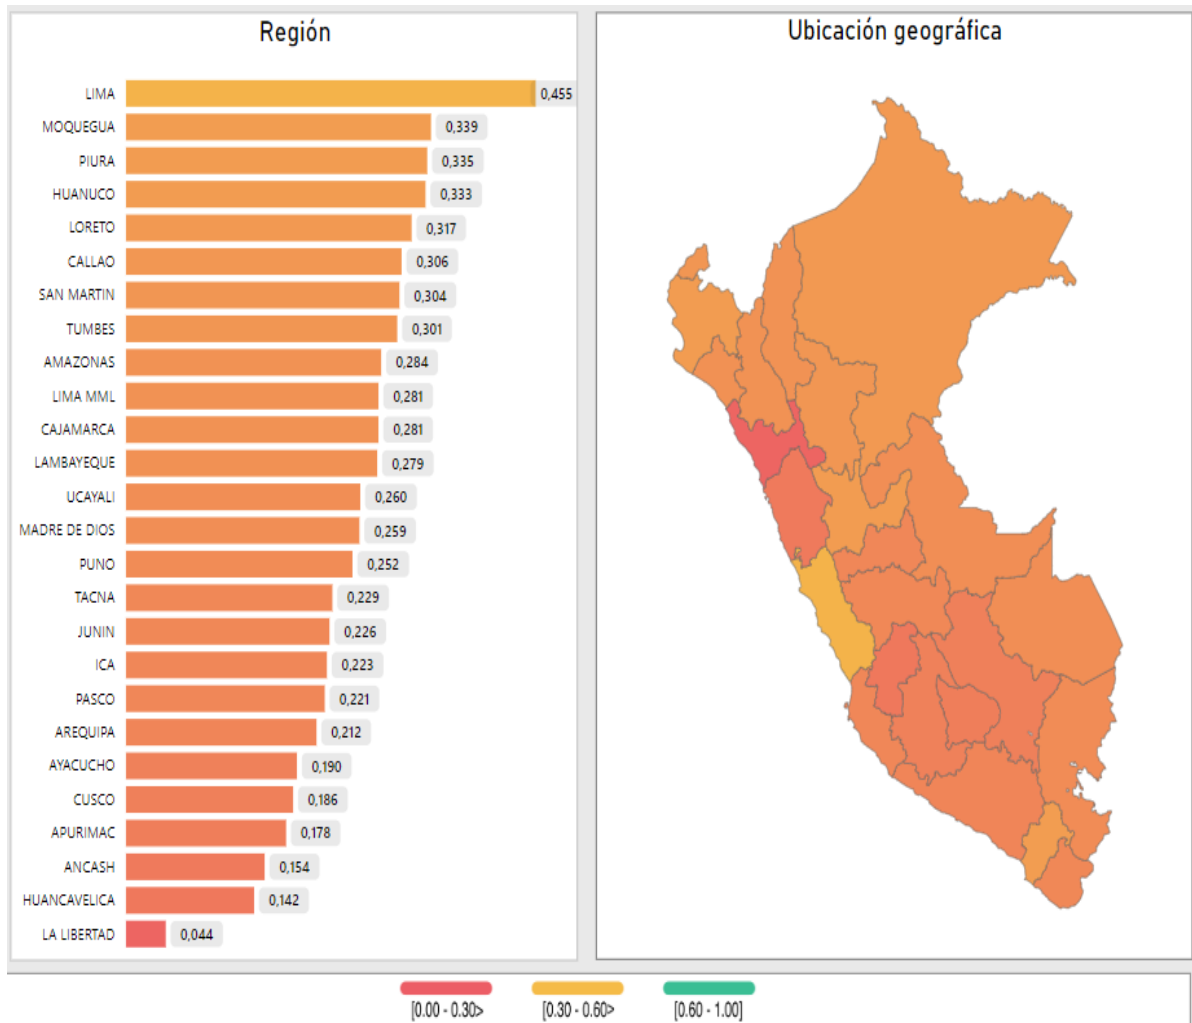 Región
LIMA 0,455
MOQUEGUA 0,339
PIURA 0,335
HUANUCO 0,333
LORETO 0,317
CALLAO 0,306
SAN MARTIN 0,304
TUMBES 0,301
AMAZONAS 0,284
LIMA MML 0,281
CAJAMARCA 0,281
LAMBAYEQUE 0,279
UCAYALI 0,260
MADRE DE DIOS 0,259
PUNO 0,252
TACNA 0,229
JUNIN 0,226
ICA 0,223
PASCO 0,221
AREQUIPA 0,212
AYACUCHO 0,190
CUSCO 0,186
APURIMAC 0,178
ANCASH 0,154
HUANCAVELICA 0,142
LA LIBERTAD 0,044
Ubicación geográfica
[0.00 - 0.30> [0.30 - 0.60> [0.60 - 1.00]